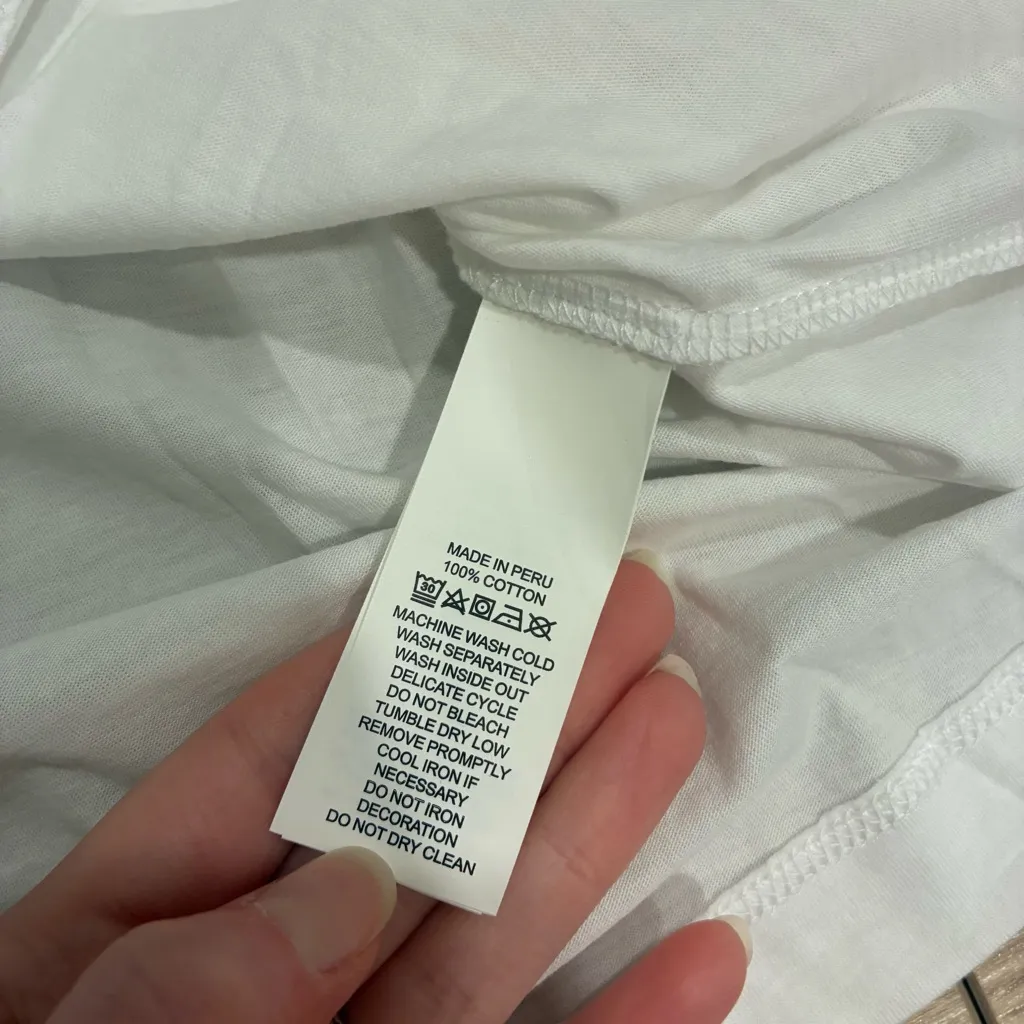 MADE IN PERU
100% COTTON
30
MACHINE WASH COLD
WASH SEPARATELY
WASH INSIDE OUT
DELICATE CYCLE
DO NOT BLEACH
TUMBLE DRY LOW
REMOVE PROMPTLY
COOL IRON IF
NECESSARY
DO NOT IRON
DECORATION
DO NOT DRY CLEAN